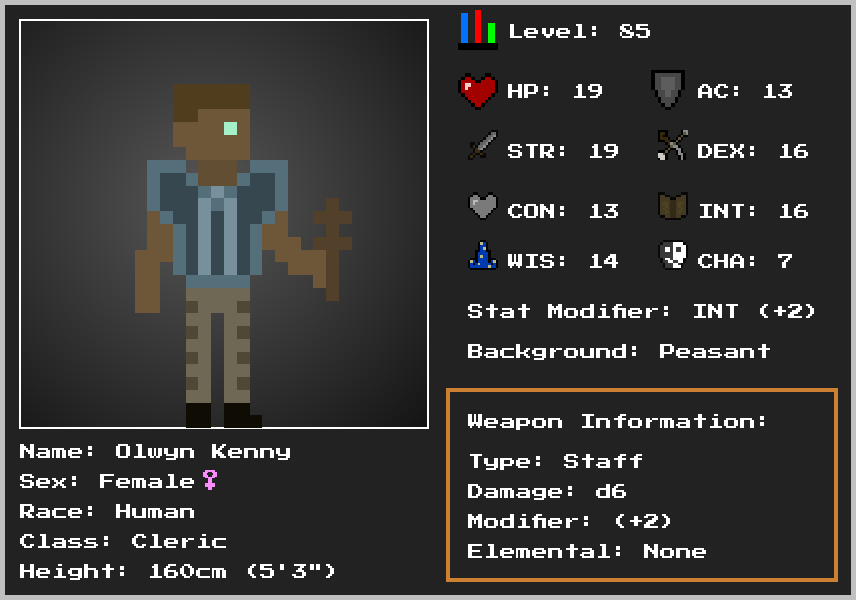 Level: 85
HP: 19 AC: 13
STR: 19 DEX: 16
CON: 13 INT: 16
WIS: 14 CHA: 7
Stat Modifier: INT (+2)
Background: Peasant
Weapon Information:
Type: Staff
Damage: d6
Modifier: (+2)
Elemental: None
Name: Olwyn Kenny
Sex: Female♀
Race: Human
Class: Cleric
Height: 160cm (5'3")